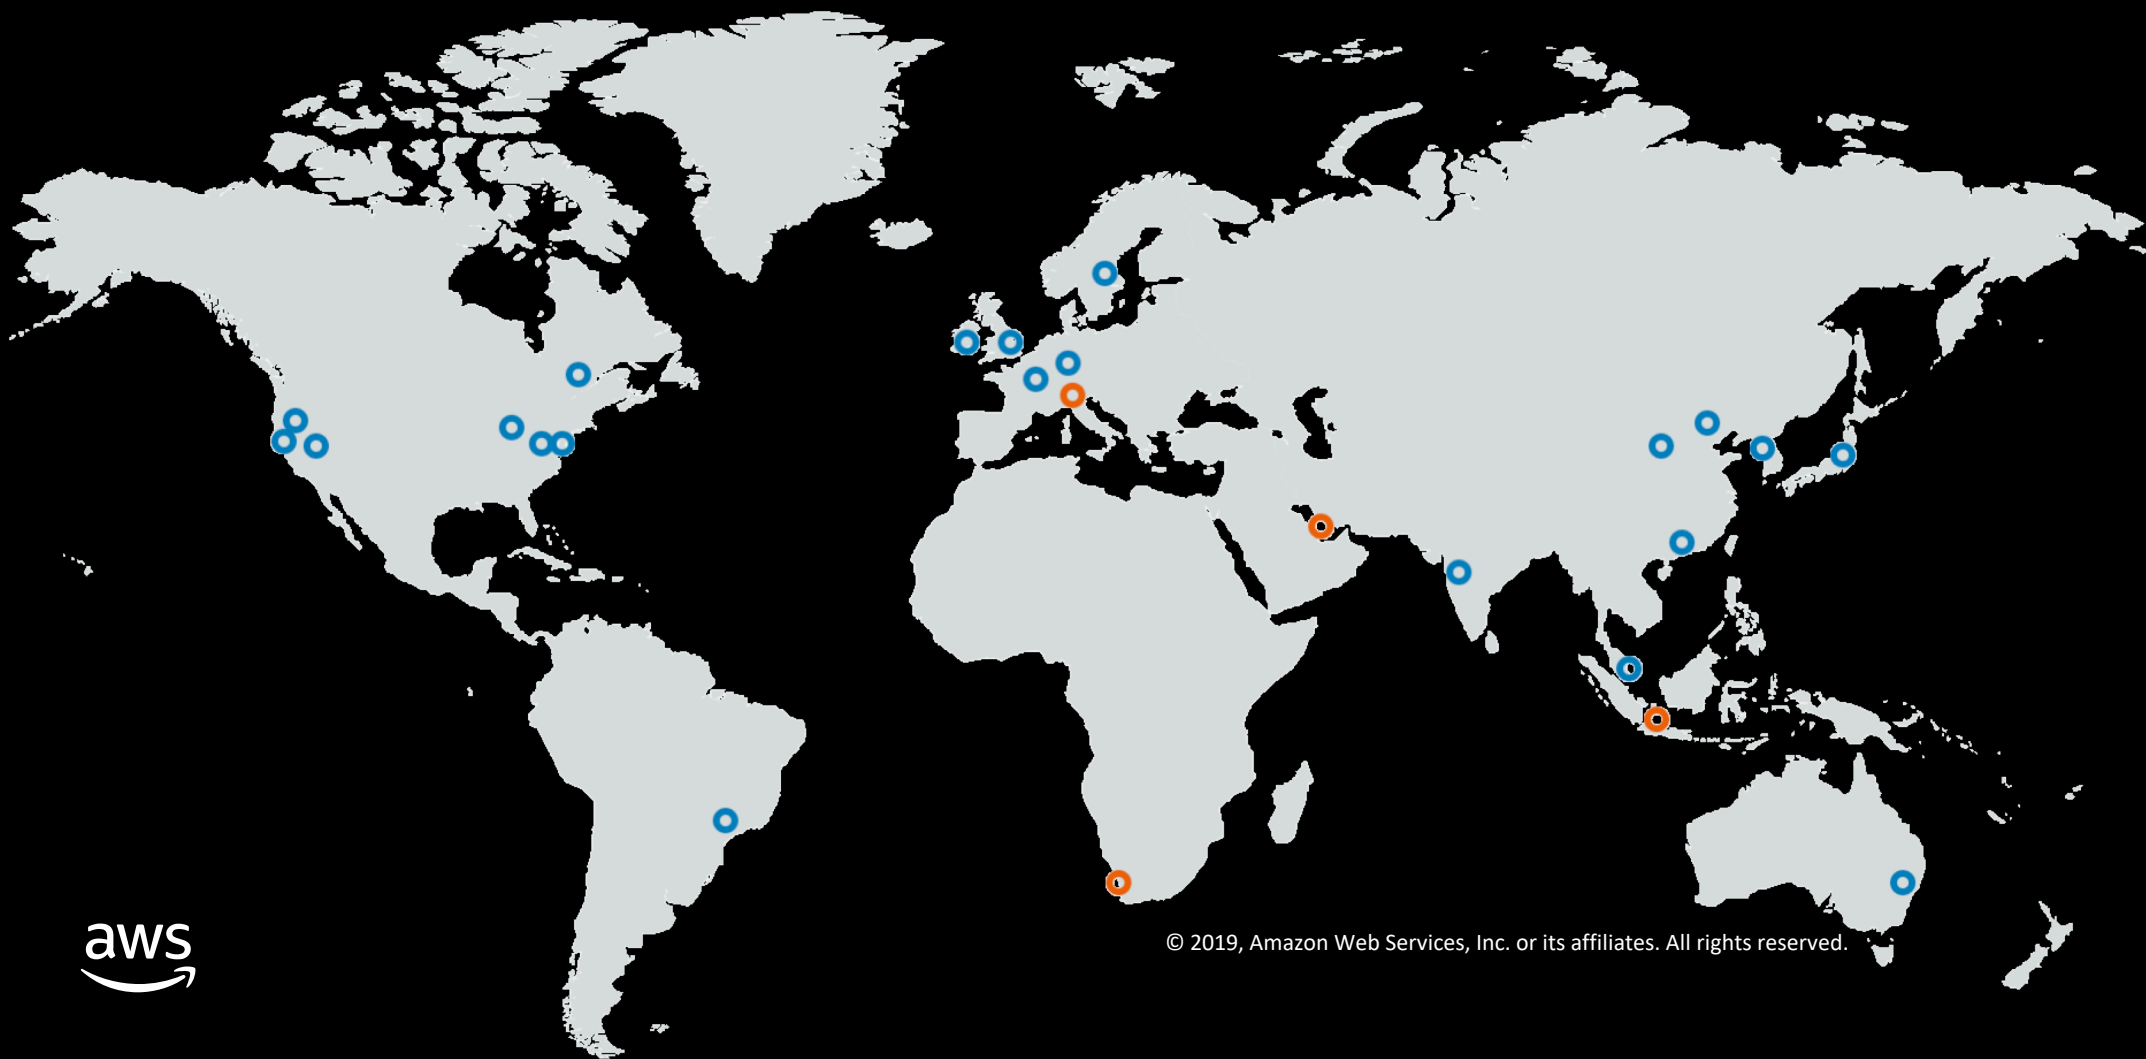 © 2019, Amazon Web Services, Inc. or its affiliates. All rights reserved.
aws